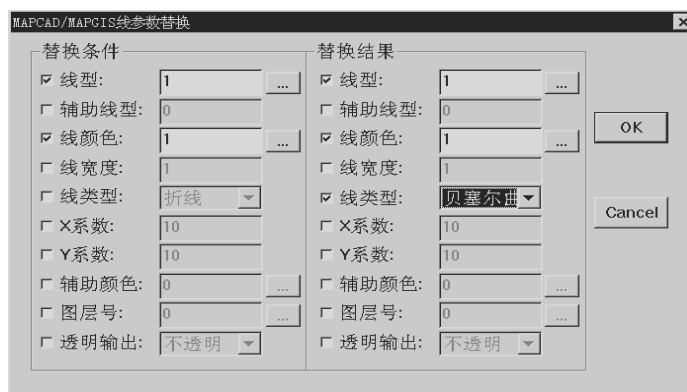 MAPCAD/MAPGIS线参数替换
替换条件
线型: 1 ...
辅助线型: 0
线颜色: 1 ...
线宽度: 1
线类型: 折线
X系数: 10
Y系数: 10
辅助颜色: 0 ...
图层号: 0 ...
透明输出: 不透明
替换结果
线型: 1 ...
辅助线型: 0
线颜色: 1 ...
线宽度: 1
线类型: 贝塞尔曲
X系数: 10
Y系数: 10
辅助颜色: 0 ...
图层号: 0 ...
透明输出: 不透明
OK
Cancel